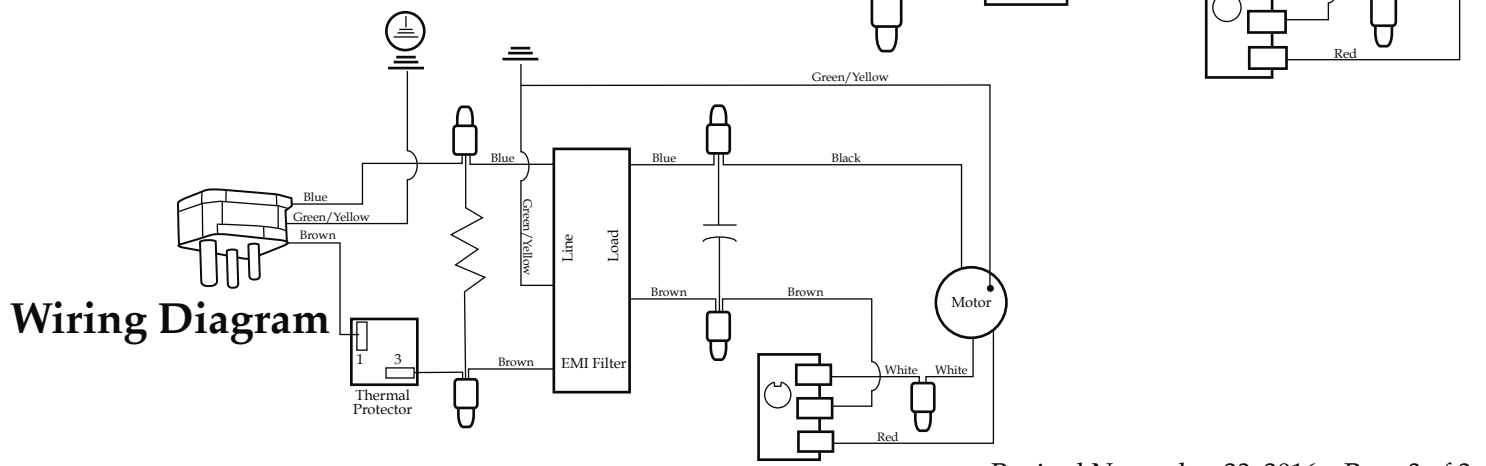 Red
Green/Yellow
Blue
Blue
Black
Blue
Green/Yellow
Brown
Green/Yellow
Line
Load
Brown
Brown
Motor
Wiring Diagram
1
3
Brown
EMI Filter
White
White
Thermal
Protector
Red